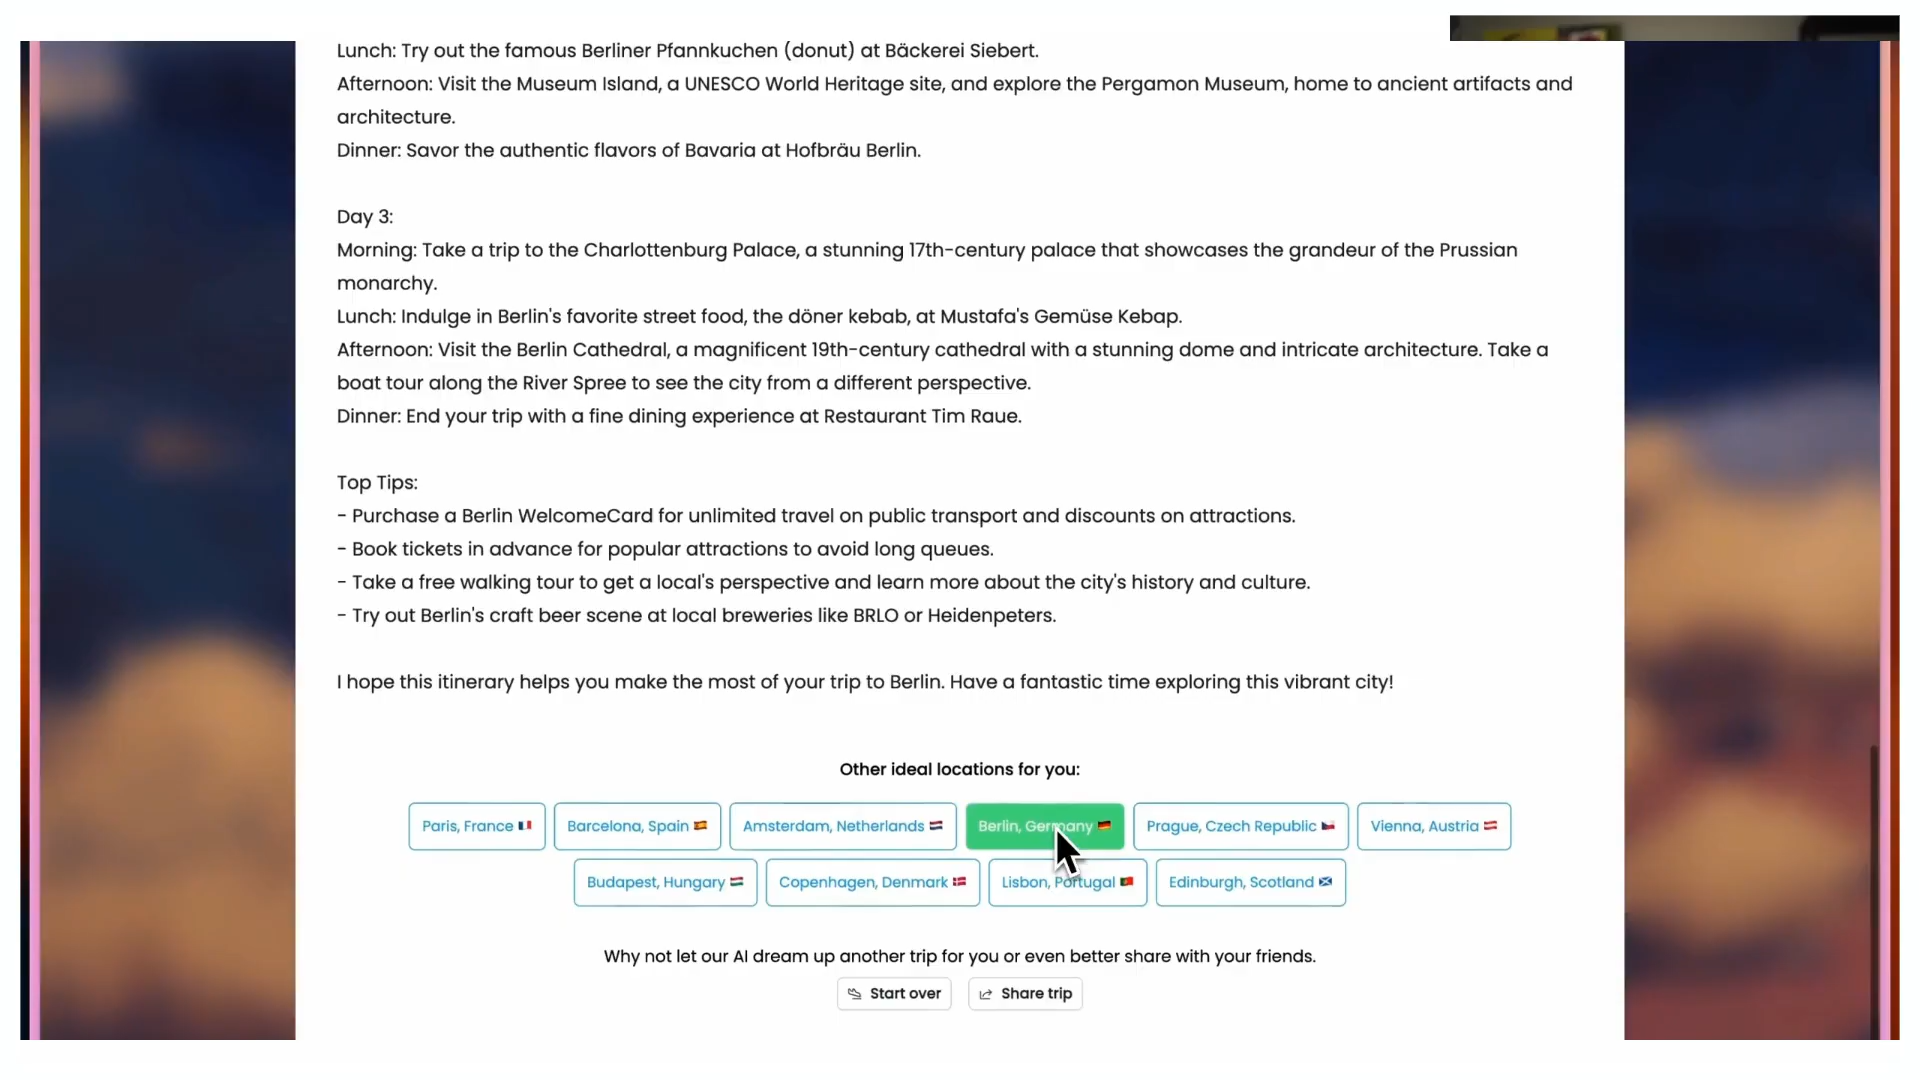 Lunch: Try out the famous Berliner Pfannkuchen (donut) at Bäckerei Siebert.
Afternoon: Visit the Museum Island, a UNESCO World Heritage site, and explore the Pergamon Museum, home to ancient artifacts and
architecture.
Dinner: Savor the authentic flavors of Bavaria at Hofbräu Berlin.
Day 3:
Morning: Take a trip to the Charlottenburg Palace, a stunning 17th-century palace that showcases the grandeur of the Prussian
monarchy.
Lunch: Indulge in Berlin's favorite street food, the döner kebab, at Mustafa's Gemüse Kebap.
Afternoon: Visit the Berlin Cathedral, a magnificent 19th-century cathedral with a stunning dome and intricate architecture. Take a
boat tour along the River Spree to see the city from a different perspective.
Dinner: End your trip with a fine dining experience at Restaurant Tim Raue.
Top Tips:
- Purchase a Berlin WelcomeCard for unlimited travel on public transport and discounts on attractions.
- Book tickets in advance for popular attractions to avoid long queues.
- Take a free walking tour to get a local's perspective and learn more about the city's history and culture.
- Try out Berlin's craft beer scene at local breweries like BRLO or Heidenpeters.
I hope this itinerary helps you make the most of your trip to Berlin. Have a fantastic time exploring this vibrant city!
Other ideal locations for you:
Paris, France Barcelona, Spain Amsterdam, Netherlands Berlin, Germany Prague, Czech Republic Vienna, Austria
Budapest, Hungary Copenhagen, Denmark Lisbon, Portugal Edinburgh, Scotland
Why not let our AI dream up another trip for you or even better share with your friends.
Start over Share trip